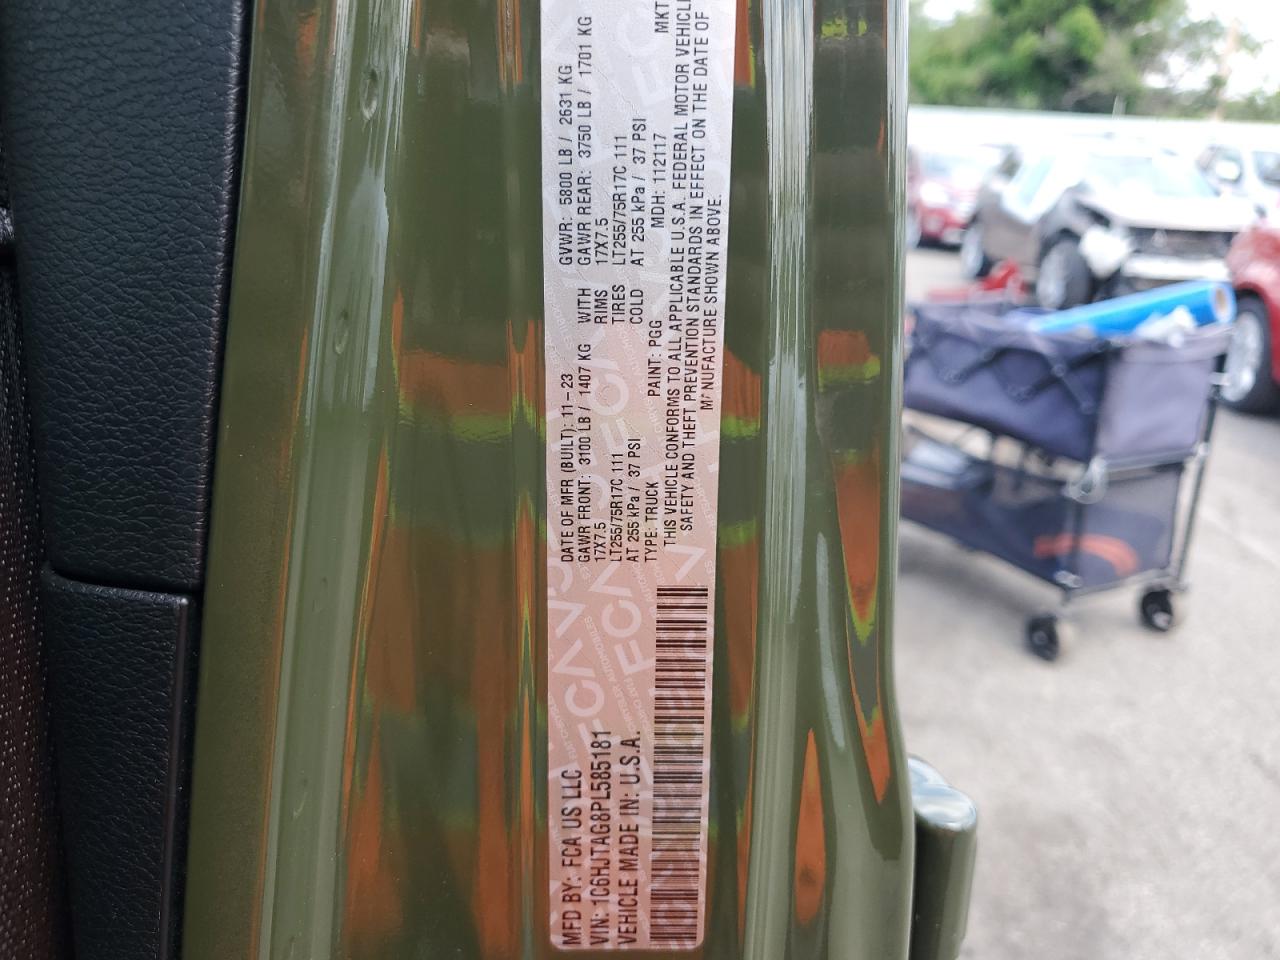 MFD BY: FCA US LLC
DATE OF MFR (BUILT): 11-23 GVWR: 5800 LB / 2631 KG
VIN: 1C6HJTAG8PL585181
GAWR FRONT: 3100 LB / 1407 KG WITH GAWR REAR: 3750 LB / 1701 KG
17X7.5 RIMS 17X7.5
VEHICLE MADE IN: U.S.A.
LT255/75R17C 111 TIRES LT255/75R17C 111
AT 255 kPa / 37 PSI COLD AT 255 kPa / 37 PSI
TYPE: TRUCK PAINT: PGG MDH: 112117 MKT
THIS VEHICLE CONFORMS TO ALL APPLICABLE U.S.A. FEDERAL MOTOR
SAFETY AND THEFT PREVENTION STANDARDS IN EFFECT ON THE DATE OF
MANUFACTURE SHOWN ABOVE.